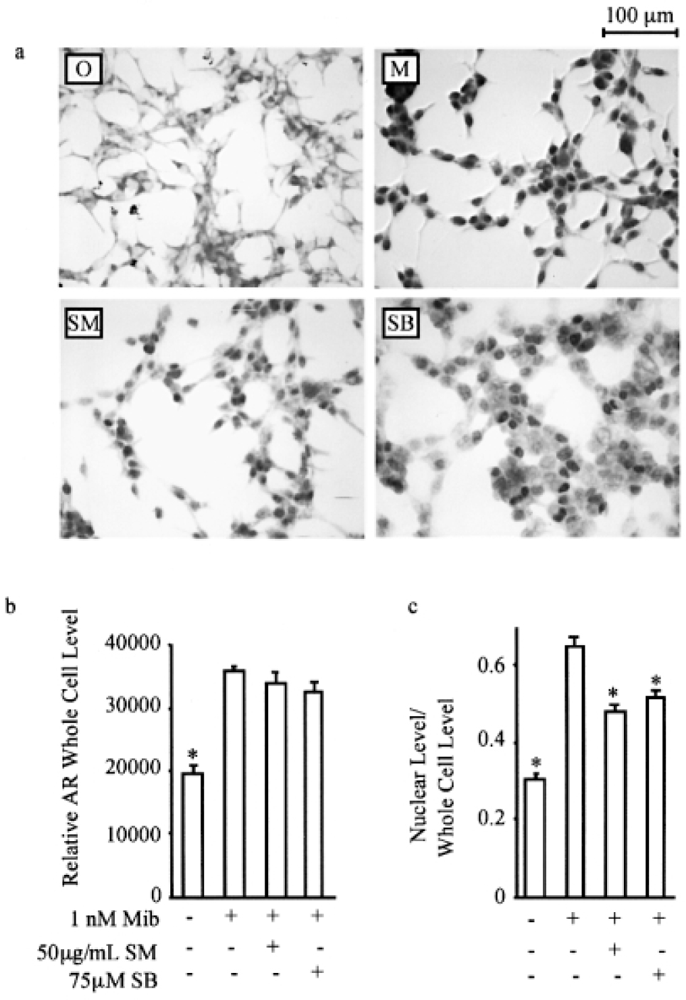 100 µm
a
O
M
SM
SB
b
Relative AR Whole Cell Level
40000
30000
20000
10000
0
*
1 nM Mib - + + +
50µg/mL SM - - + -
75µM SB - - - +
c
Nuclear Level/
Whole Cell Level
0.6
0.4
0.2
0
*
*
*
- + + +
- - + -
- - - +